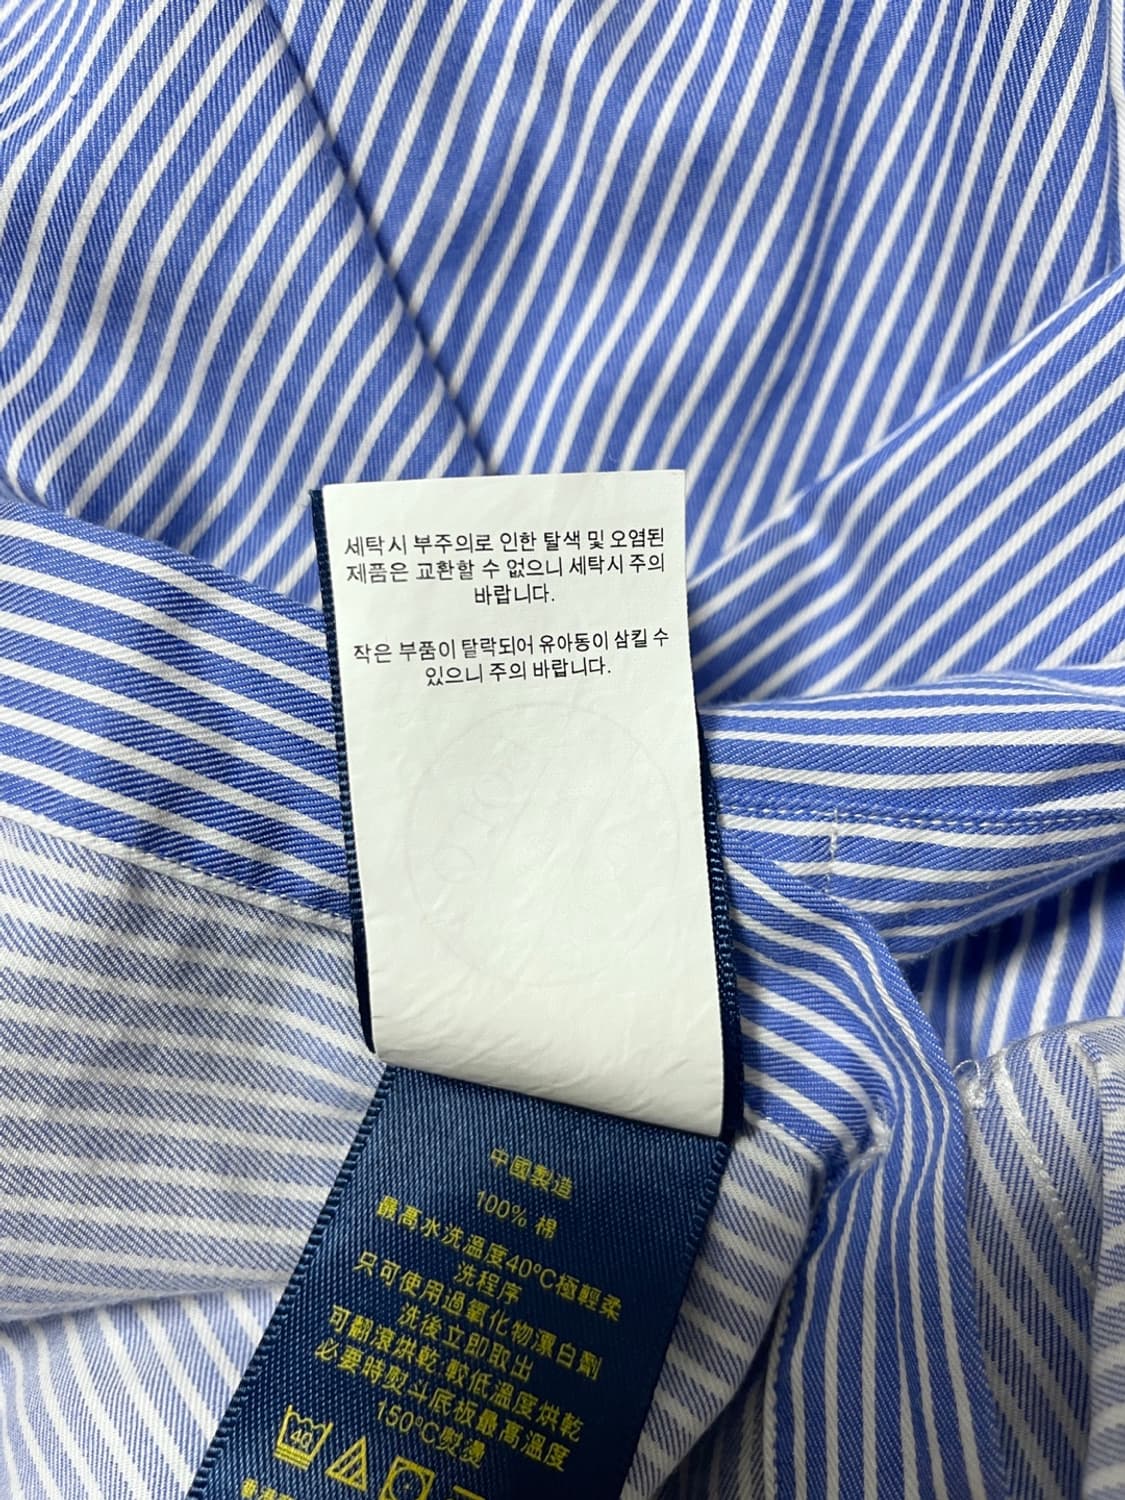 세탁시 부주의로 인한 탈색 및 오염된
제품은 교환할 수 없으니 세탁시 주의
바랍니다.
작은 부품이 탈락되어 유아동이 삼킬 수
있으니 주의 바랍니다.
中國製造
100% 棉
最高水洗溫度40°C極輕柔
洗程序
只可使用過氧化物漂白劑
洗後立即取出
可翻滾烘乾,較低溫度烘乾
必要時熨斗底板最高溫度
150°C熨燙
40